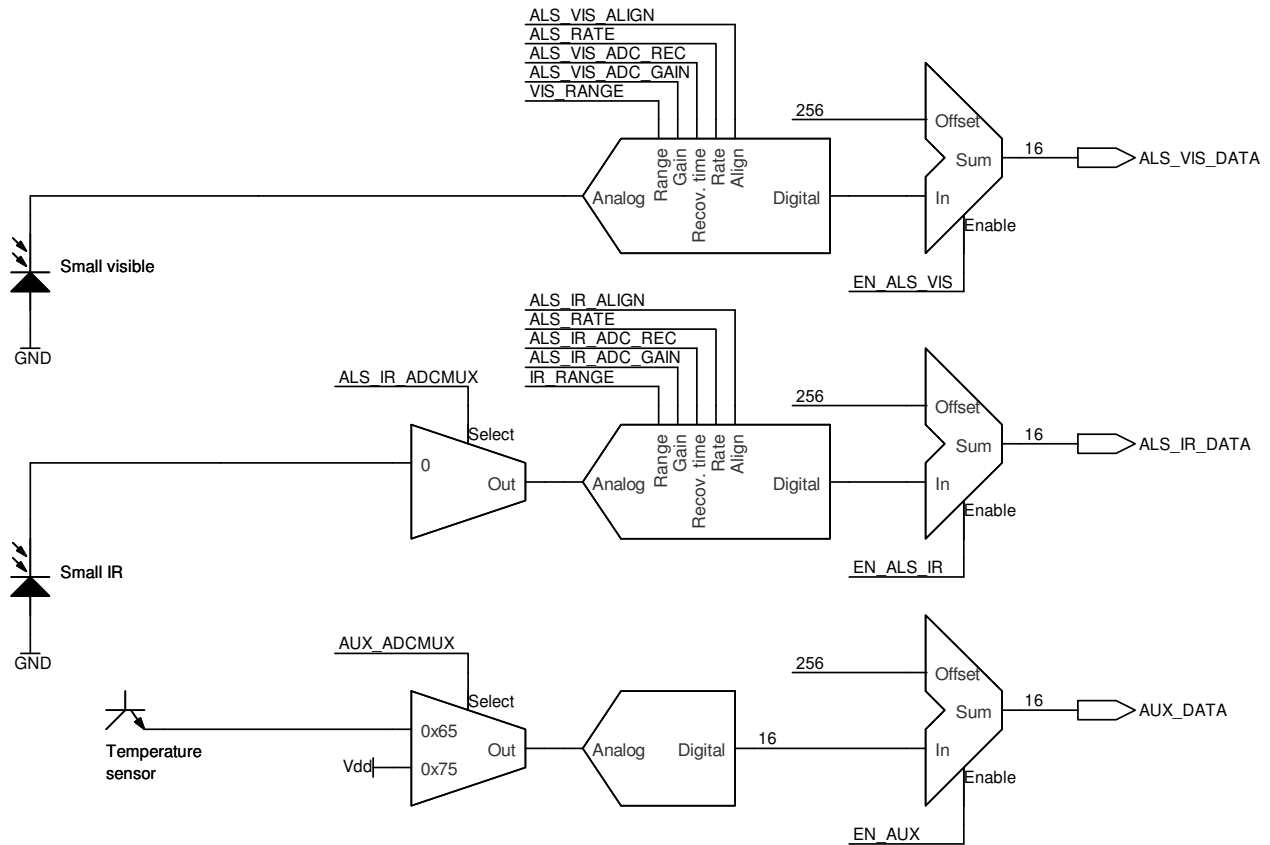 ALS_VIS_ALIGN
ALS_RATE
ALS_VIS_ADC_REC
ALS_VIS_ADC_GAIN
VIS_RANGE
Range
Gain
Recov. time
Rate
Align
Analog
Digital
256
Offset
Sum
In
Enable
16
ALS_VIS_DATA
EN_ALS_VIS
Small visible
GND
ALS_IR_ALIGN
ALS_RATE
ALS_IR_ADC_REC
ALS_IR_ADC_GAIN
IR_RANGE
ALS_IR_ADCMUX
Select
0
Out
Range
Gain
Recov. time
Rate
Align
Analog
Digital
256
Offset
Sum
In
Enable
16
ALS_IR_DATA
EN_ALS_IR
Small IR
GND
AUX_ADCMUX
Select
0x65
Out
0x75
Vdd
Temperature
sensor
Analog
Digital
16
256
Offset
Sum
In
Enable
16
AUX_DATA
EN_AUX